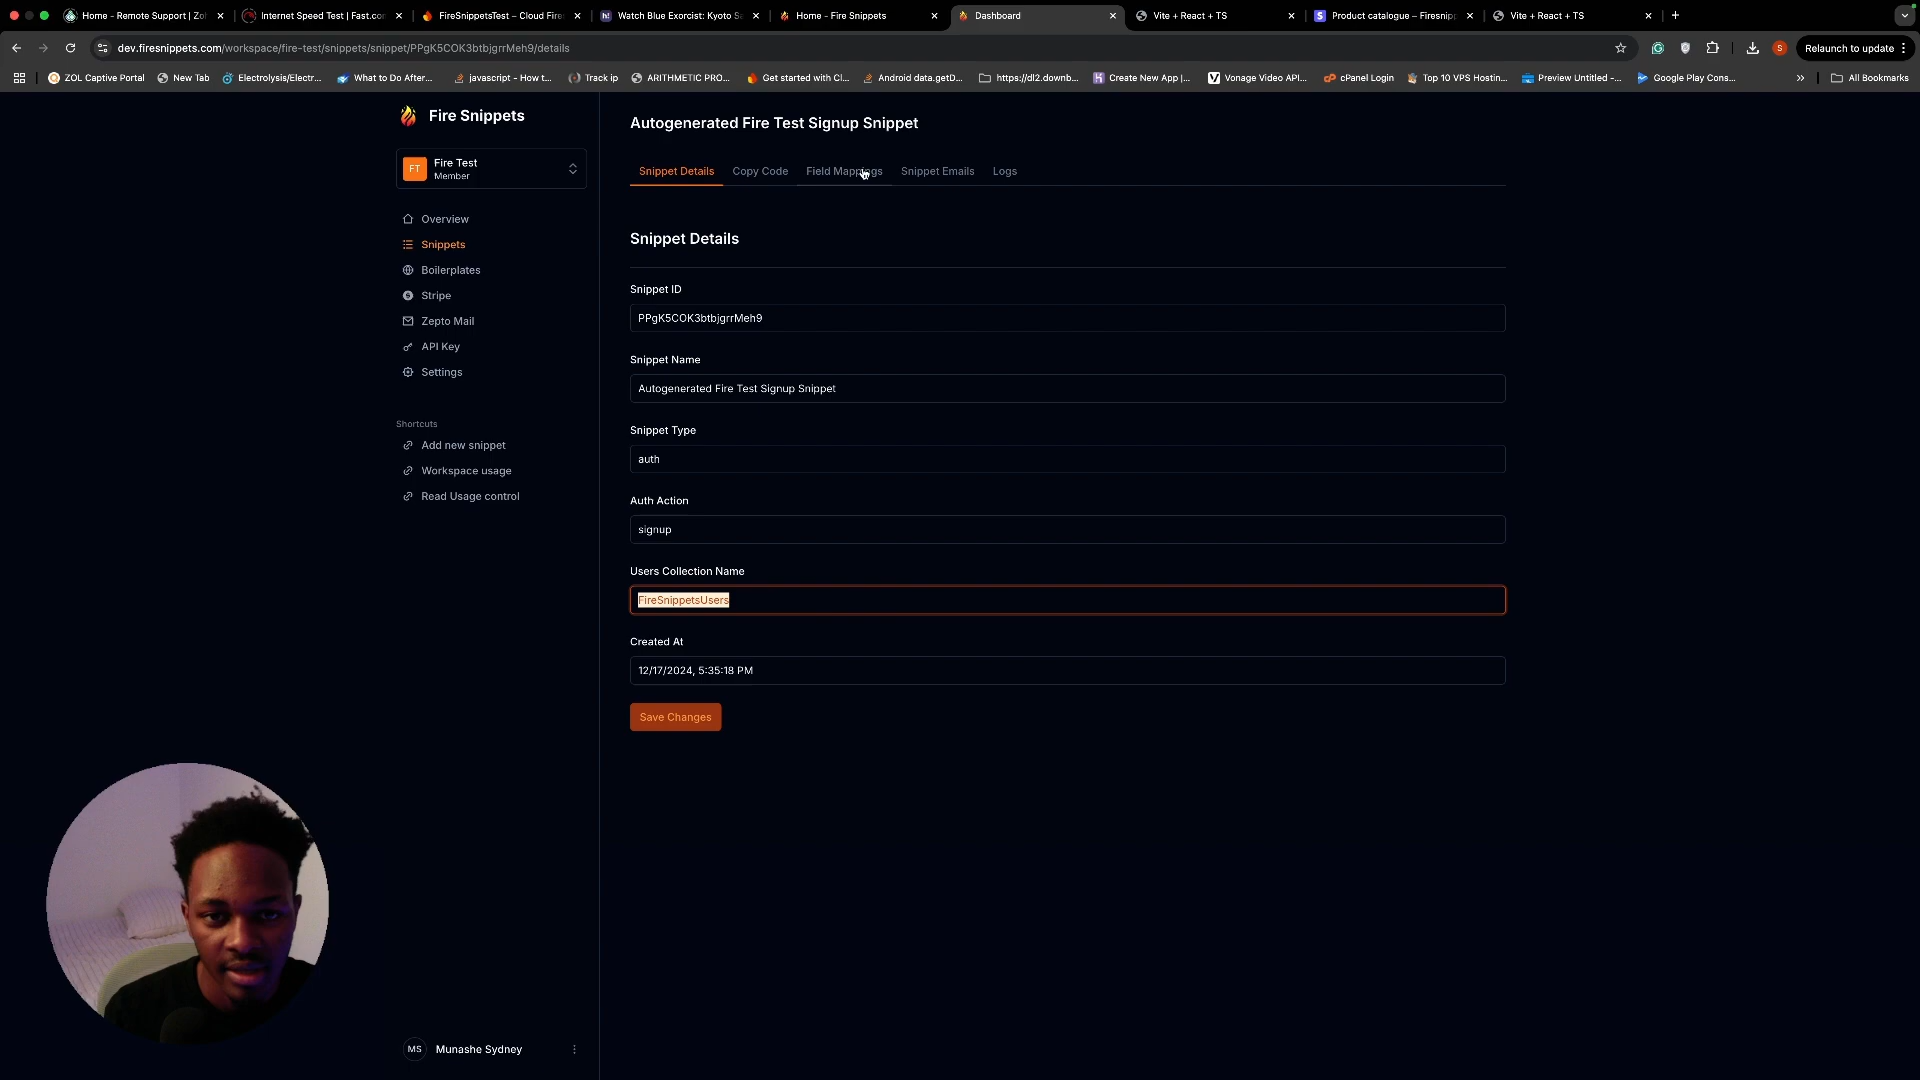 Home - Remote Support | Zo
Internet Speed Test | Fast.co
FireSnippetsTest – Cloud Fire
Watch Blue Exorcist: Kyoto Sa
Home - Fire Snippets
Dashboard
Vite + React + TS
Product catalogue – Firesnip
Vite + React + TS
dev.firesnippets.com/workspace/fire-test/snippets/snippet/PPgK5COK3btbjgrrMeh9/details
S
Relaunch to update
ZOL Captive Portal
New Tab
Electrolysis/Electr...
What to Do After...
javascript - How t...
Track ip
ARITHMETIC PRO...
Get started with Cl...
Android data.getD...
https://dl2.downb...
Create New App |...
Vonage Video API...
cPanel Login
Top 10 VPS Hostin...
Preview Untitled -...
Google Play Cons...
»
All Bookmarks
Fire Snippets
FT
Fire Test
Member
Overview
Snippets
Boilerplates
Stripe
Zepto Mail
API Key
Settings
Shortcuts
Add new snippet
Workspace usage
Read Usage control
MS
Munashe Sydney
Autogenerated Fire Test Signup Snippet
Snippet Details
Copy Code
Field Mappings
Snippet Emails
Logs
Snippet Details
Snippet ID
PPgK5COK3btbjgrrMeh9
Snippet Name
Autogenerated Fire Test Signup Snippet
Snippet Type
auth
Auth Action
signup
Users Collection Name
FireSnippetsUsers
Created At
12/17/2024, 5:35:18 PM
Save Changes